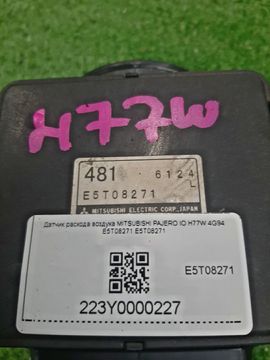 H77W
481 6124
E5T08271 L
MITSUBISHI ELECTRIC CORP. JAPAN
Датчик расхода воздуха MITSUBISHI PAJERO IO H77W 4G94
E5T08271 E5T08271
E5T08271
223Y0000227